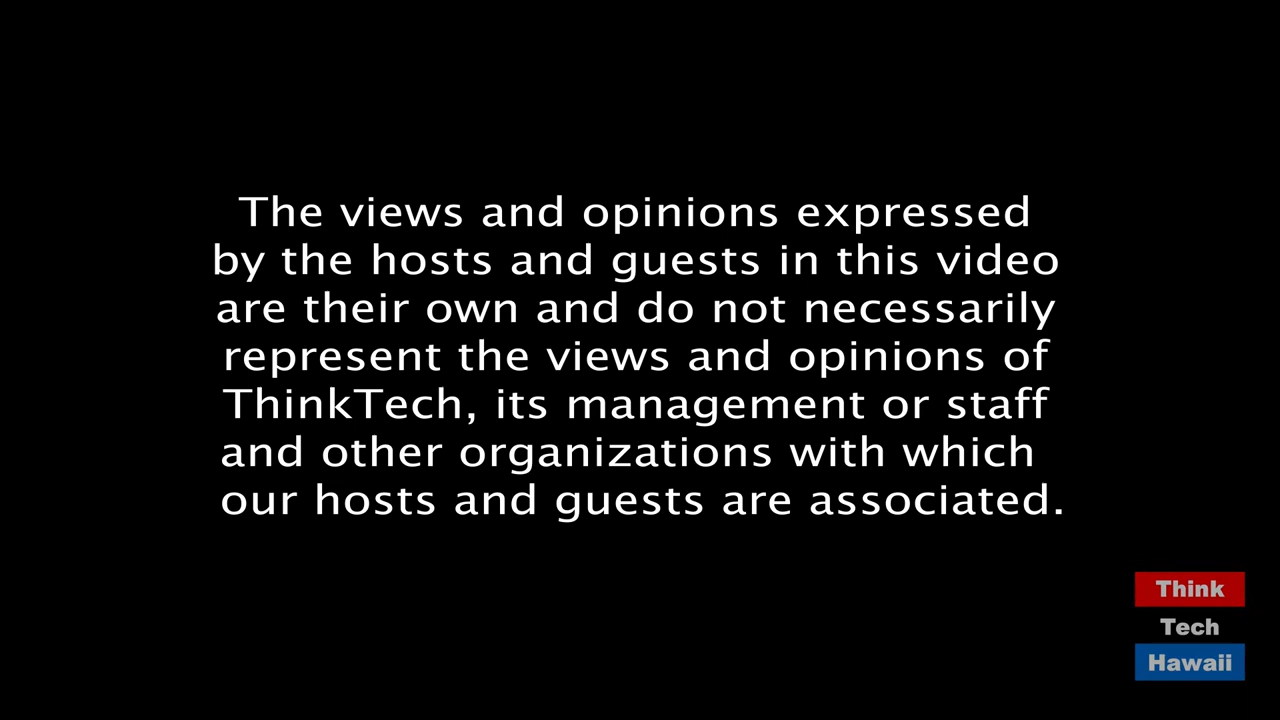 The views and opinions expressed
by the hosts and guests in this video
are their own and do not necessarily
represent the views and opinions of
ThinkTech, its management or staff
and other organizations with which
our hosts and guests are associated.
Think
Tech
Hawaii